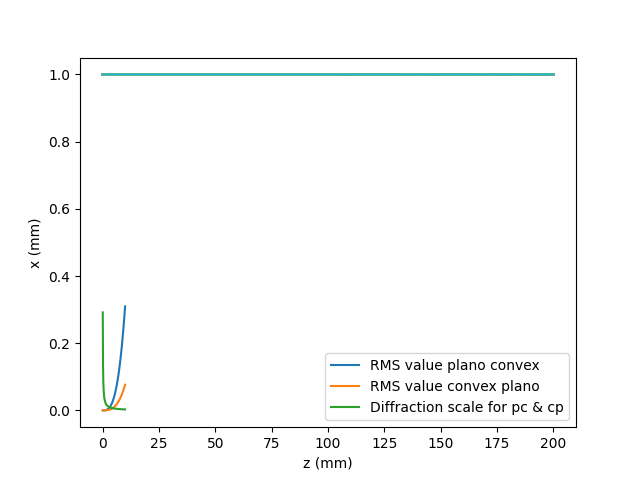 1.0
0.8
0.6
0.4
0.2
0.0
x (mm)
RMS value plano convex
RMS value convex plano
Diffraction scale for pc & cp
0 25 50 75 100 125 150 175 200
z (mm)